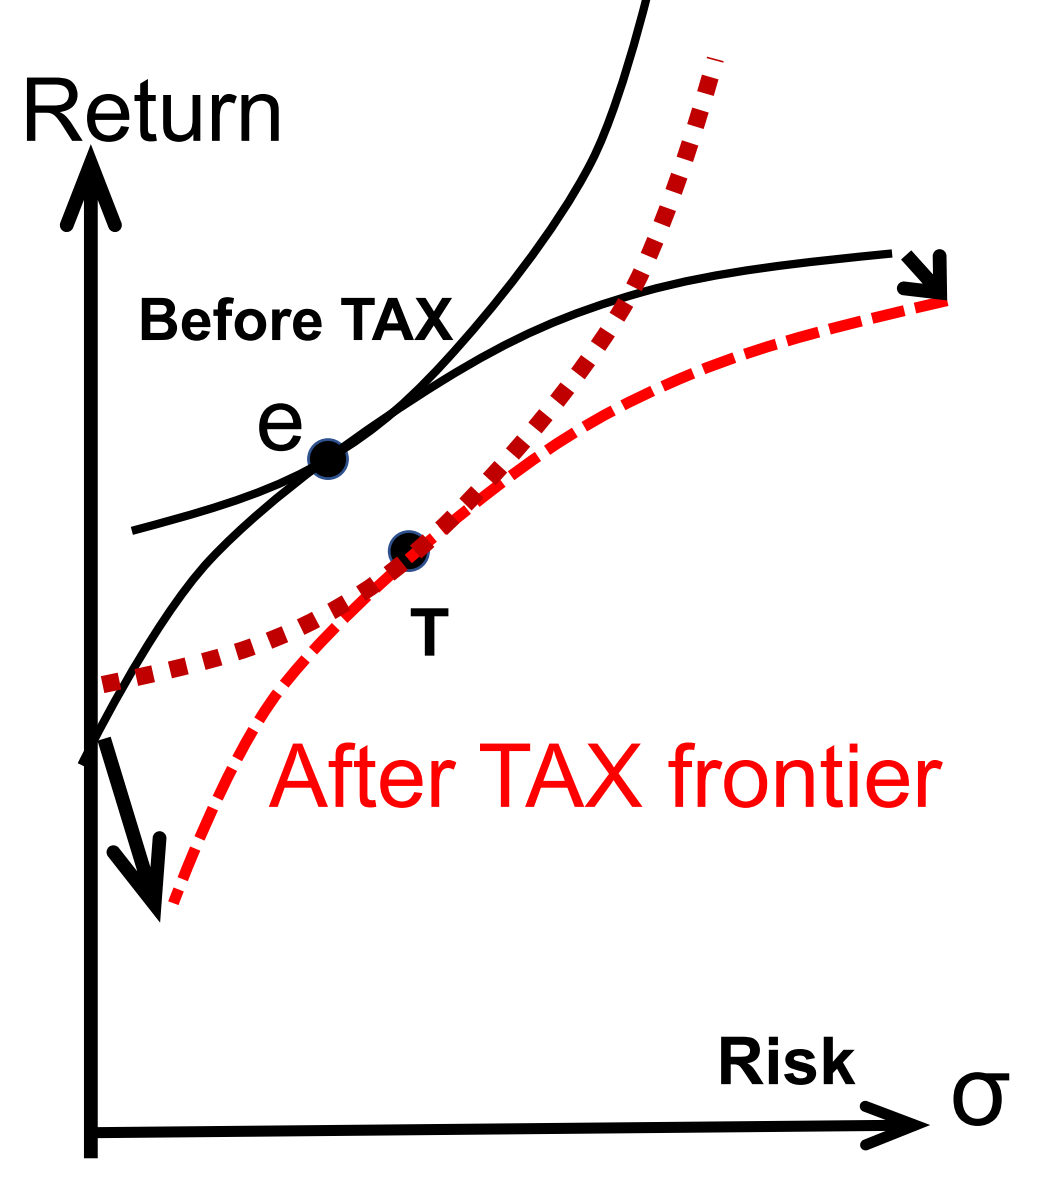 Return
Before TAX
e
T
After TAX frontier
Risk
σ